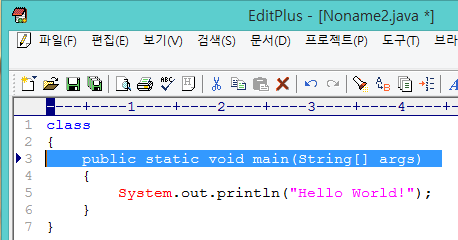 EditPlus - [Noname2.java *]
파일(F) 편집(E) 보기(V) 검색(S) 문서(D) 프로젝트(P) 도구(T) 브라
----+----1----+----2----+----3----+----4----+--
1 class
2 {
3 public static void main(String[] args)
4 {
5 System.out.println("Hello World!");
6 }
7 }